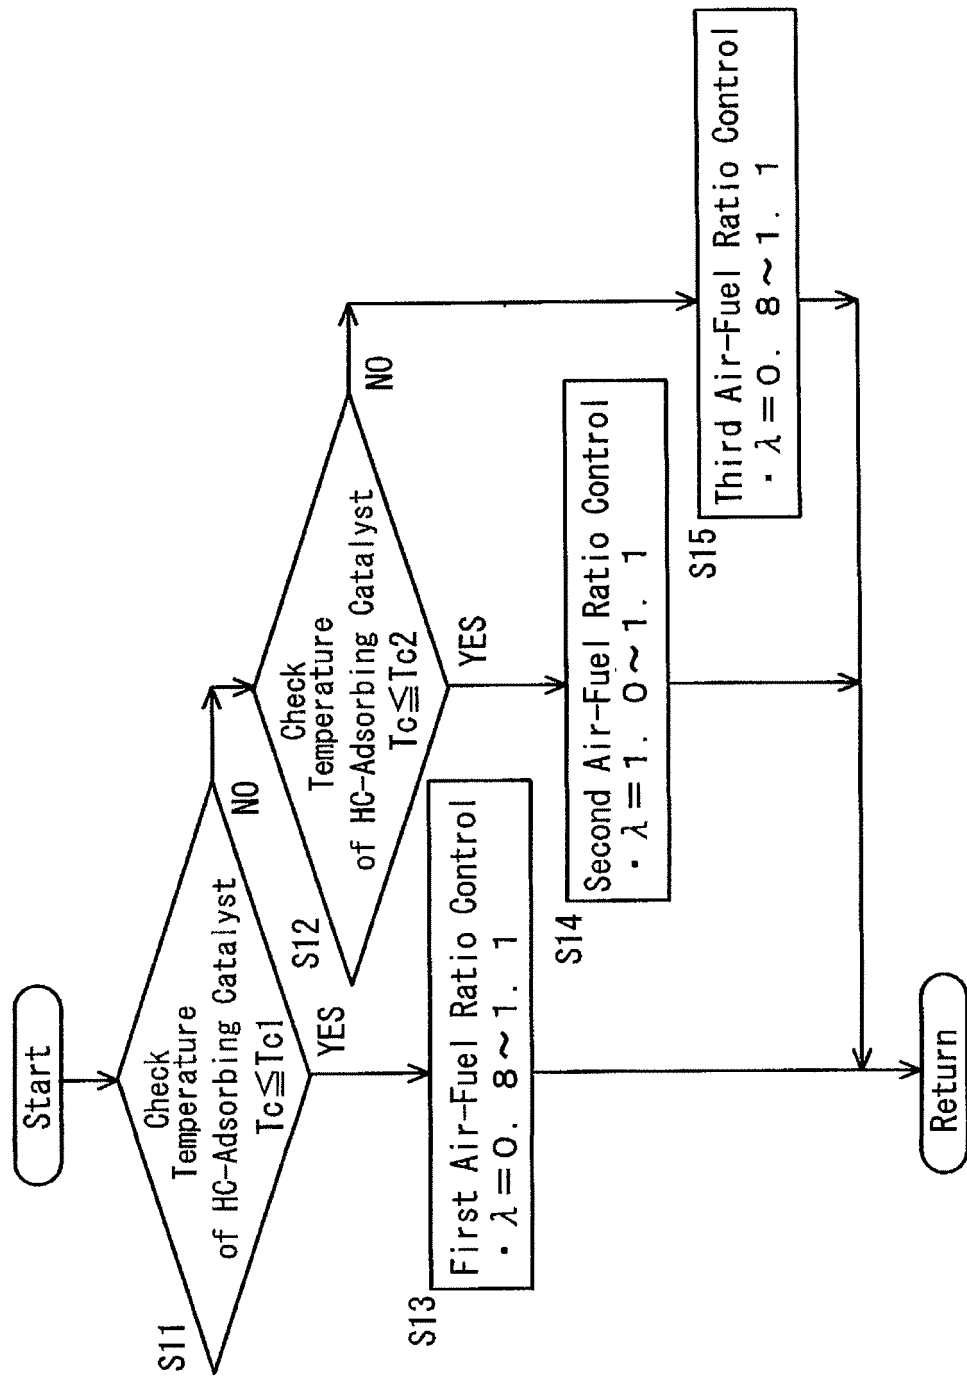 Start
S11
Check
Temperature
of HC-Adsorbing Catalyst
Tc≦Tc1
NO
YES
S12
Check
Temperature
of HC-Adsorbing Catalyst
Tc≦Tc2
NO
YES
S13
First Air-Fuel Ratio Control
・λ=0. 8~1. 1
S14
Second Air-Fuel Ratio Control
・λ=1. 0~1. 1
S15
Third Air-Fuel Ratio Control
・λ=0. 8~1. 1
Return